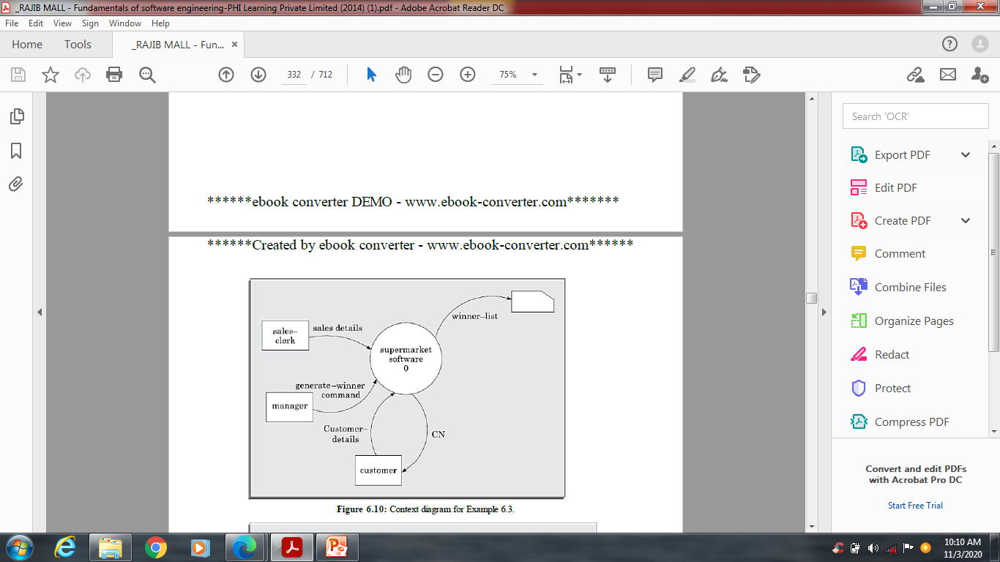 _RAJIB MALL - Fundamentals of software engineering-PHI Learning Private Limited (2014) (1).pdf - Adobe Acrobat Reader DC
File Edit View Sign Window Help
Home Tools _RAJIB MALL - Fun... ×
332 / 712 75%
******ebook converter DEMO - www.ebook-converter.com*******
******Created by ebook converter - www.ebook-converter.com******
winner–list
sales–
clerk
sales details
supermarket
software
0
generate–winner
command
manager
Customer–
details
CN
customer
Figure 6.10: Context diagram for Example 6.3.
Search 'OCR'
Export PDF
Edit PDF
Create PDF
Comment
Combine Files
Organize Pages
Redact
Protect
Compress PDF
Convert and edit PDFs
with Acrobat Pro DC
Start Free Trial
10:10 AM
11/3/2020